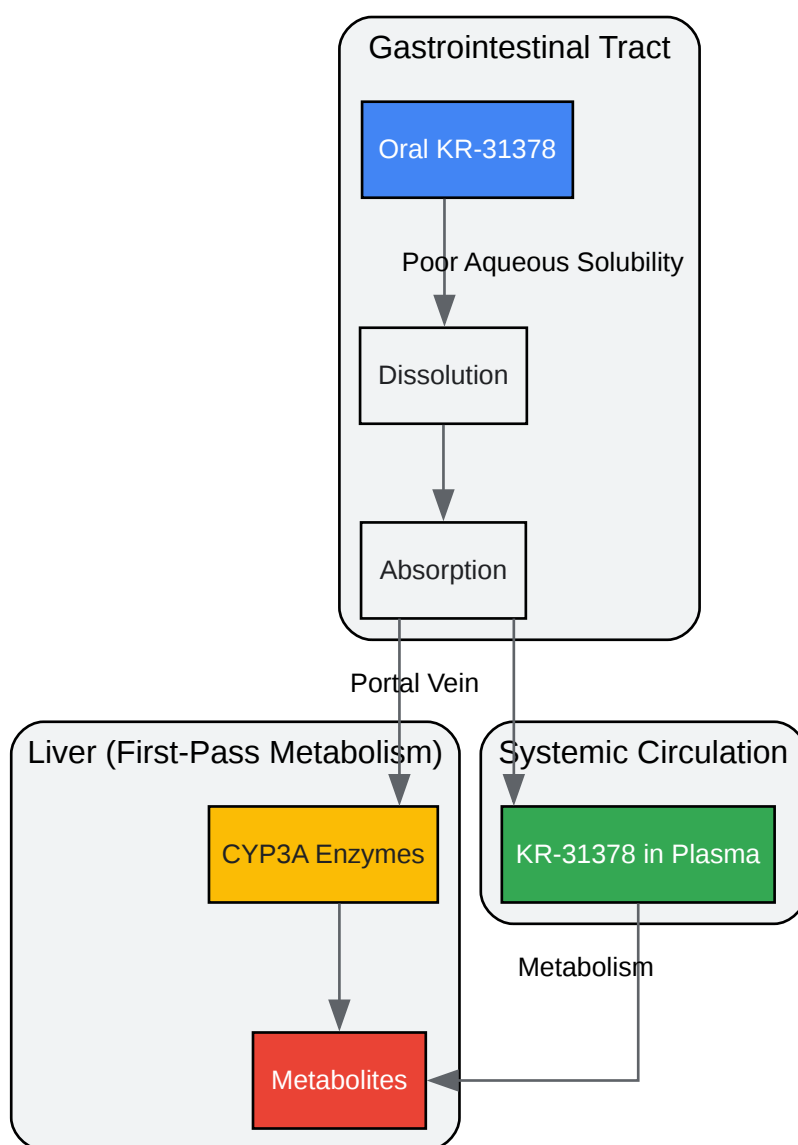 Gastrointestinal Tract
Oral KR-31378
Poor Aqueous Solubility
Dissolution
Absorption
Portal Vein
Liver (First-Pass Metabolism)
Systemic Circulation
CYP3A Enzymes
KR-31378 in Plasma
Metabolism
Metabolites